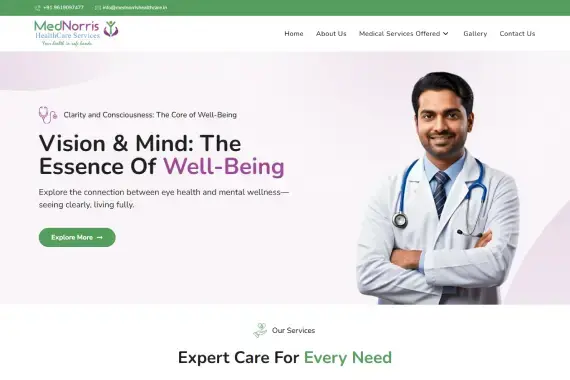 +91 9619097477 info@mednorrishealthcare.in
MedNorris
HealthCare Services
Your health in safe hands.
Home About Us Medical Services Offered Gallery Contact Us
Clarity and Consciousness: The Core of Well-Being
Vision & Mind: The
Essence Of Well-Being
Explore the connection between eye health and mental wellness—
seeing clearly, living fully.
Explore More →
Our Services
Expert Care For Every Need